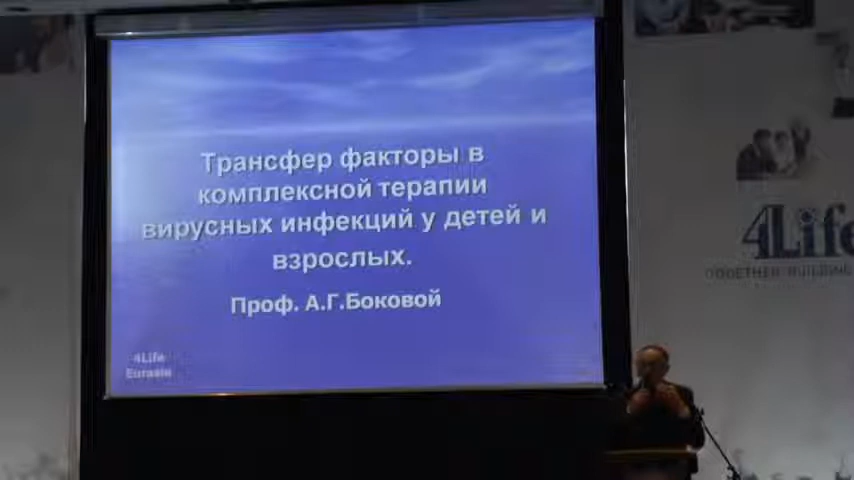 Трансфер факторы в
комплексной терапии
вирусных инфекций у детей и
взрослых.
Проф. А.Г.Боковой
4Life
Eurasia
4Life
TOGETHER BUILDING